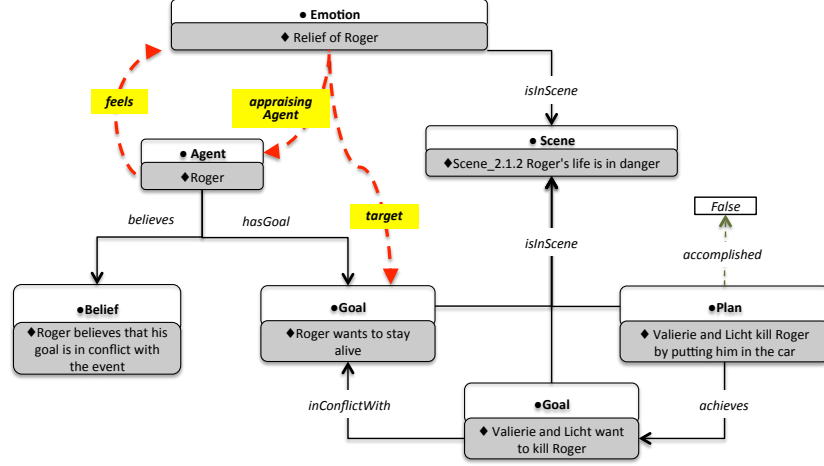 ● Emotion
♦ Relief of Roger
feels
appraising
Agent
isInScene
● Agent
♦Roger
● Scene
♦Scene_2.1.2 Roger's life is in danger
believes
hasGoal
target
isInScene
False
accomplished
●Belief
♦Roger believes that his
goal is in conflict with
the event
●Goal
♦Roger wants to stay
alive
●Plan
♦ Valierie and Licht kill Roger
by putting him in the car
inConflictWith
achieves
●Goal
♦ Valierie and Licht want
to kill Roger